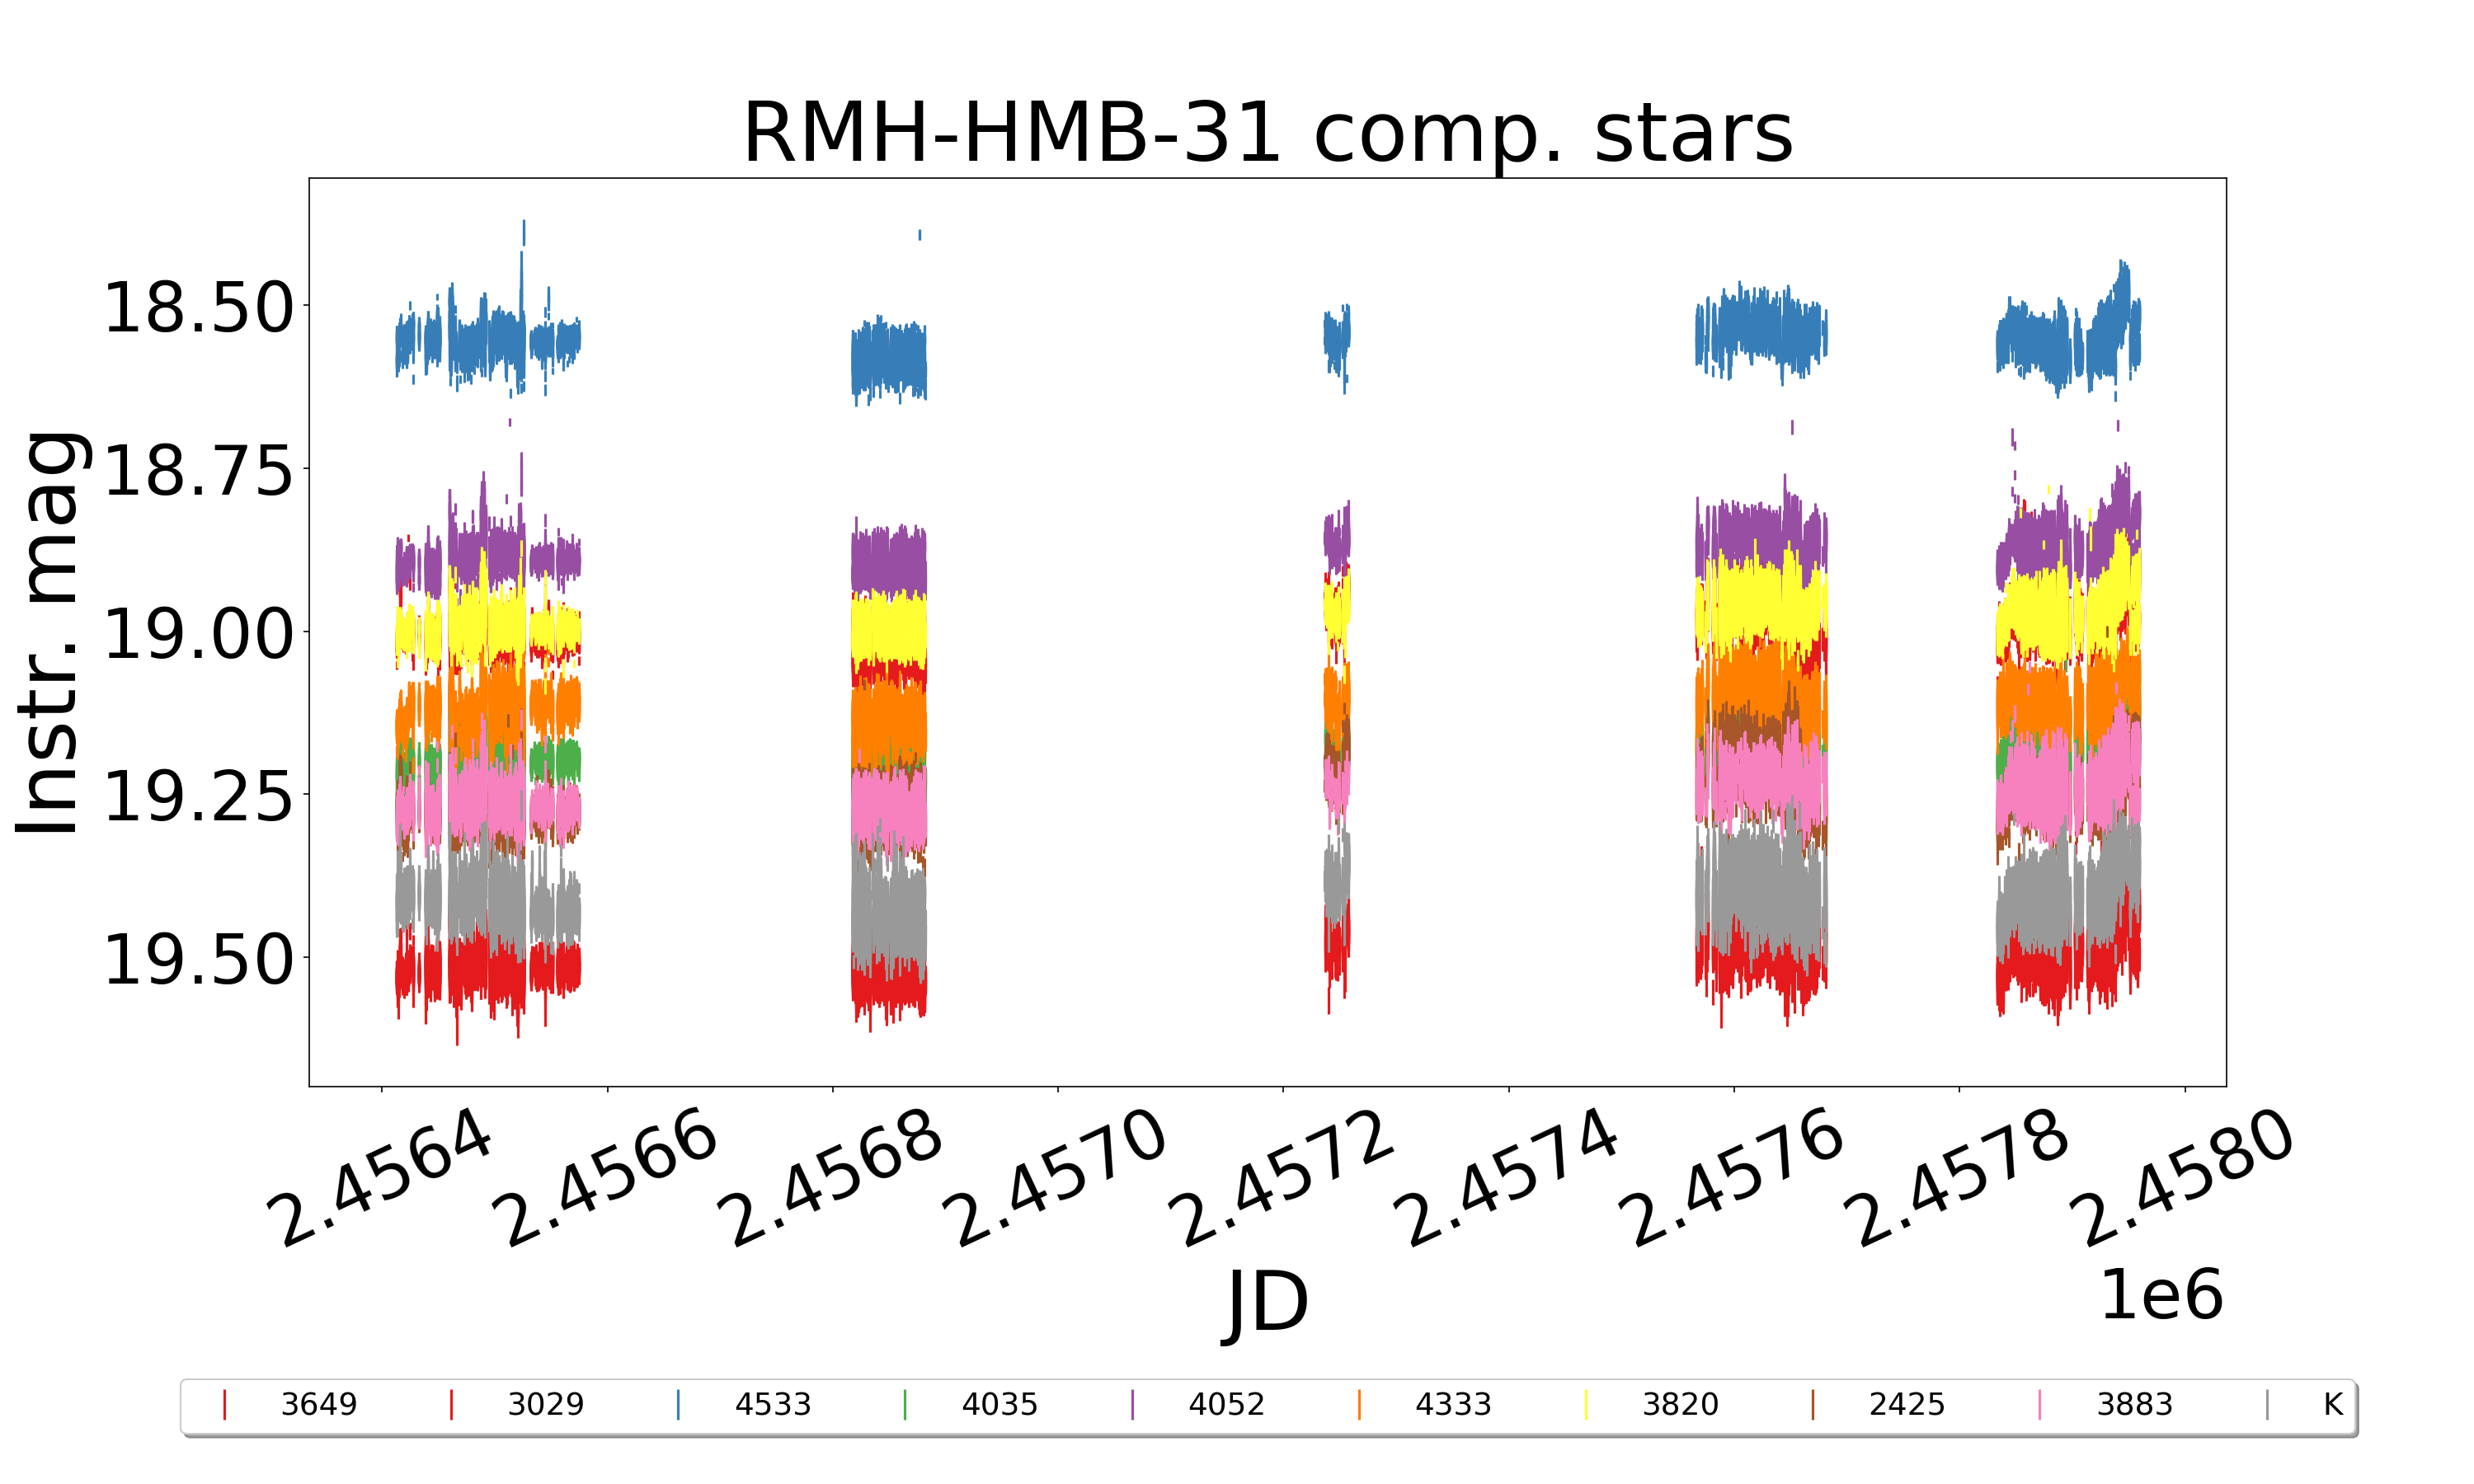 RMH-HMB-31 comp. stars
Instr. mag
18.50
18.75
19.00
19.25
19.50
2.4564 2.4566 2.4568 2.4570 2.4572 2.4574 2.4576 2.4578 2.4580
JD
1e6
3649 3029 4533 4035 4052 4333 3820 2425 3883 K